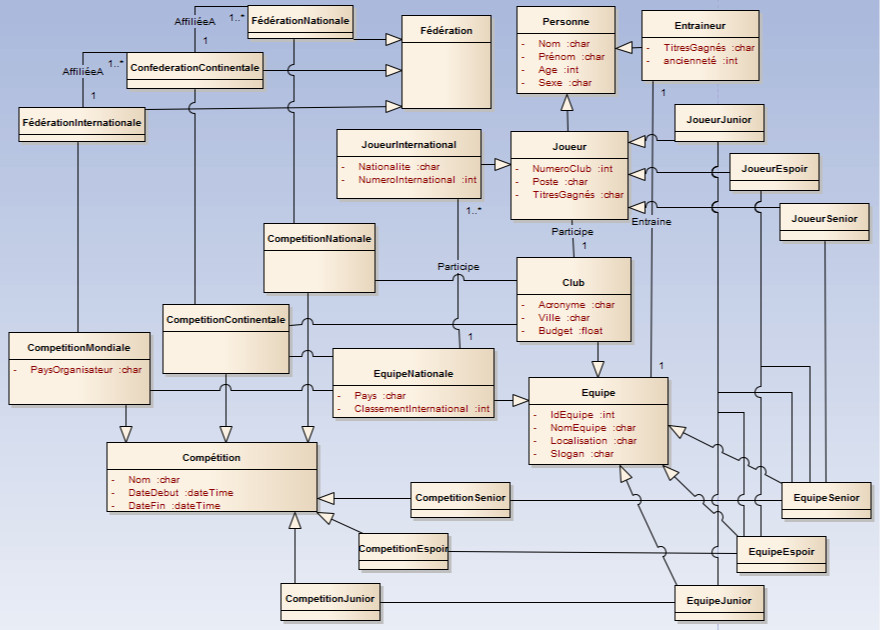 FédérationNationale
1..*
AffiliéeA
1
Fédération
ConfederationContinentale
1..*
AffiliéeA
1
FédérationInternationale
Personne
- Nom :char
- Prénom :char
- Age :int
- Sexe :char
Entraineur
- TitresGagnés :char
- ancienneté :int
1
JoueurJunior
JoueurInternational
- Nationalite :char
- NumeroInternational :int
1..*
Joueur
- NumeroClub :int
- Poste :char
- TitresGagnés :char
JoueurEspoir
JoueurSenior
Participe
1
Entraine
CompetitionNationale
Participe
1
Club
- Acronyme :char
- Ville :char
- Budget :float
CompetitionContinentale
CompetitionMondiale
- PaysOrganisateur :char
EquipeNationale
- Pays :char
- ClassementInternational :int
1
Equipe
- IdEquipe :int
- NomEquipe :char
- Localisation :char
- Slogan :char
Compétition
- Nom :char
- DateDebut :dateTime
- DateFin :dateTime
CompetitionSenior
EquipeSenior
CompetitionEspoir
EquipeEspoir
CompetitionJunior
EquipeJunior